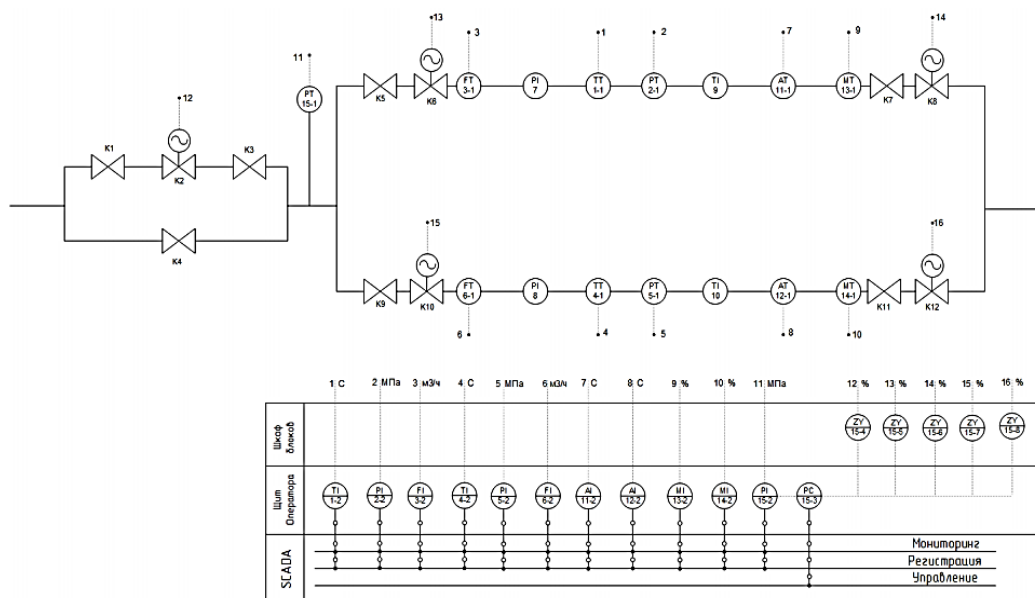 13 3 1 2 7 9 14
11
PT 15-1
FT 3-1
PI 7
TT 1-1
PT 2-1
TI 9
AT 11-1
MT 13-1
K5 K6 K7 K8
12
K1 K2 K3
K4
15 16
FT 6-1
PI 8
TT 4-1
PT 5-1
TI 10
AT 12-1
MT 14-1
K9 K10 K11 K12
6 4 5 8 10
1 C 2 МПа 3 м3/ч 4 C 5 МПа 6 м3/ч 7 C 8 C 9 % 10 % 11 МПа 12 % 13 % 14 % 15 % 16 %
Шкаф
блоков
ZY 15-4
ZY 15-5
ZY 15-6
ZY 15-7
ZY 15-8
Щит
Оператора
TI 1-2
PI 2-2
FI 3-2
TI 4-2
PI 5-2
FI 6-2
AI 11-2
AI 12-2
MI 13-2
MI 14-2
PI 15-2
PC 15-3
SCADA
Мониторинг
Регистрация
Управление